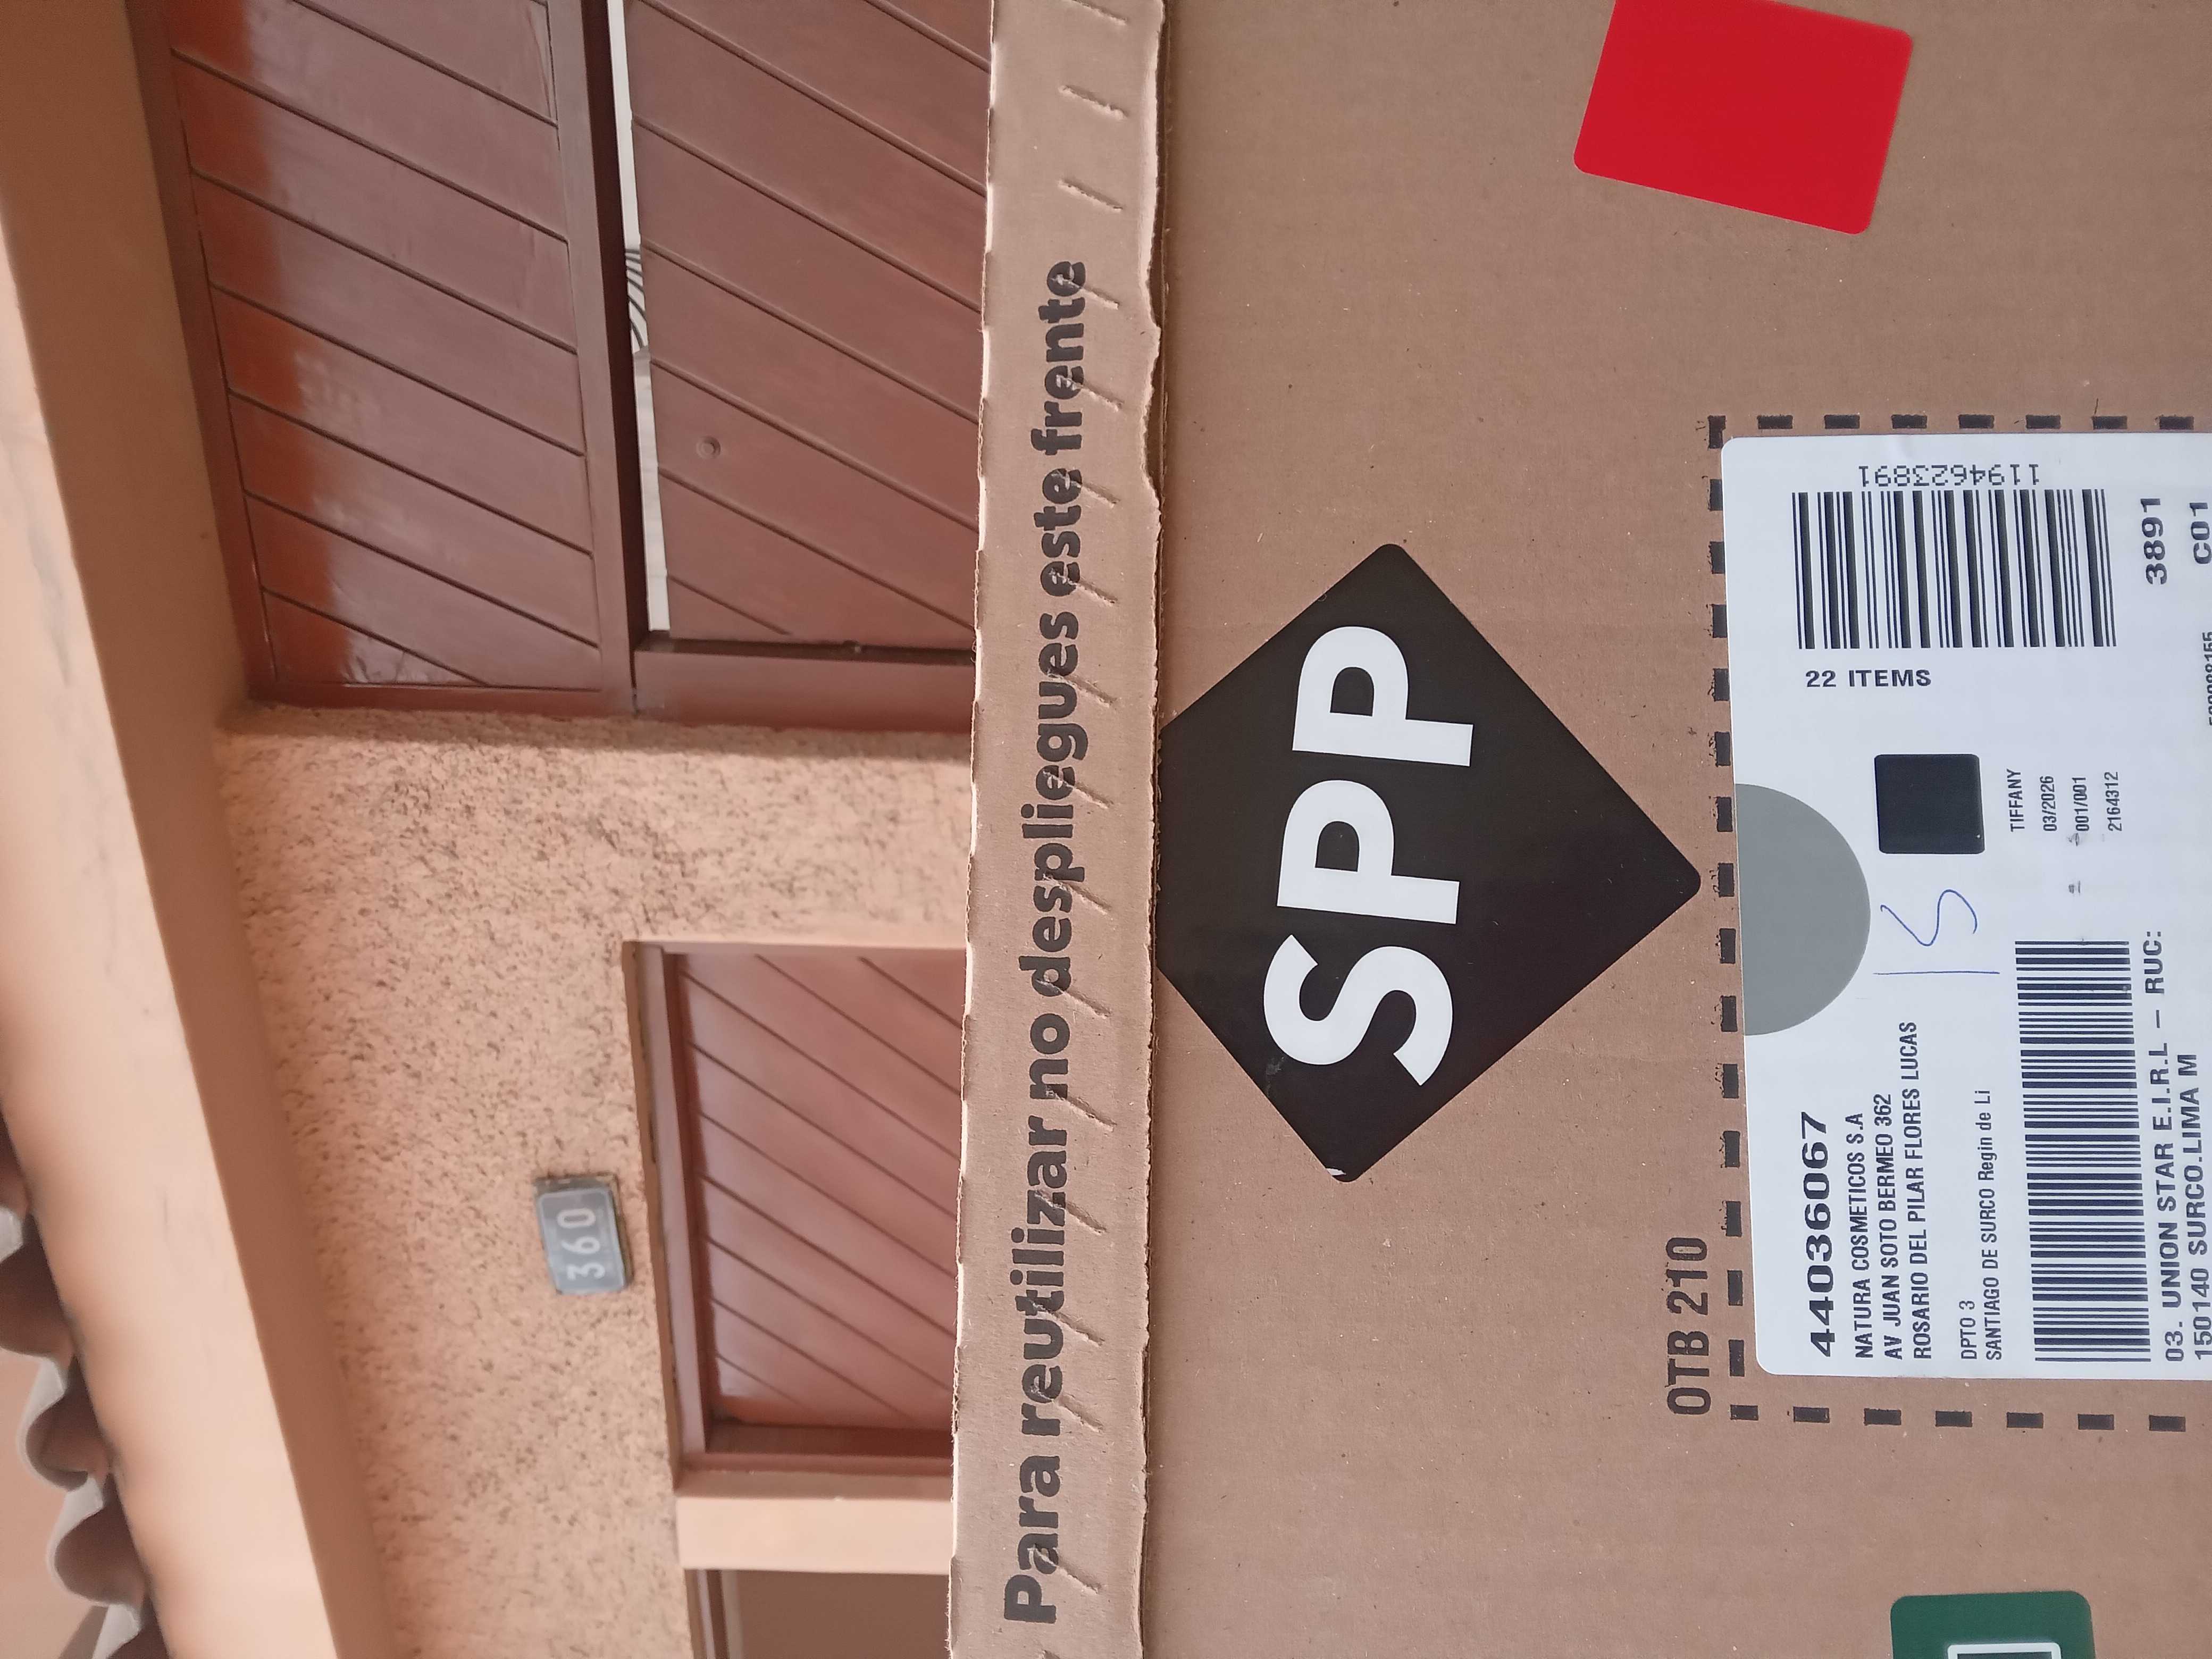 360
Para reutilizar no despliegues este frente
SPP
OTB 210
44036067
NATURA COSMETICOS S.A
AV JUAN SOTO BERMEO 362
ROSARIO DEL PILAR FLORES LUCAS
DPTO 3
SANTIAGO DE SURCO Regin de Li
15
22 ITEMS
1194623891
TIFFANY
03/2026
001/001
2164312
3891
03. UNION STAR E.I.R.L – RUC:
150140 SURCO.LIMA M
C01